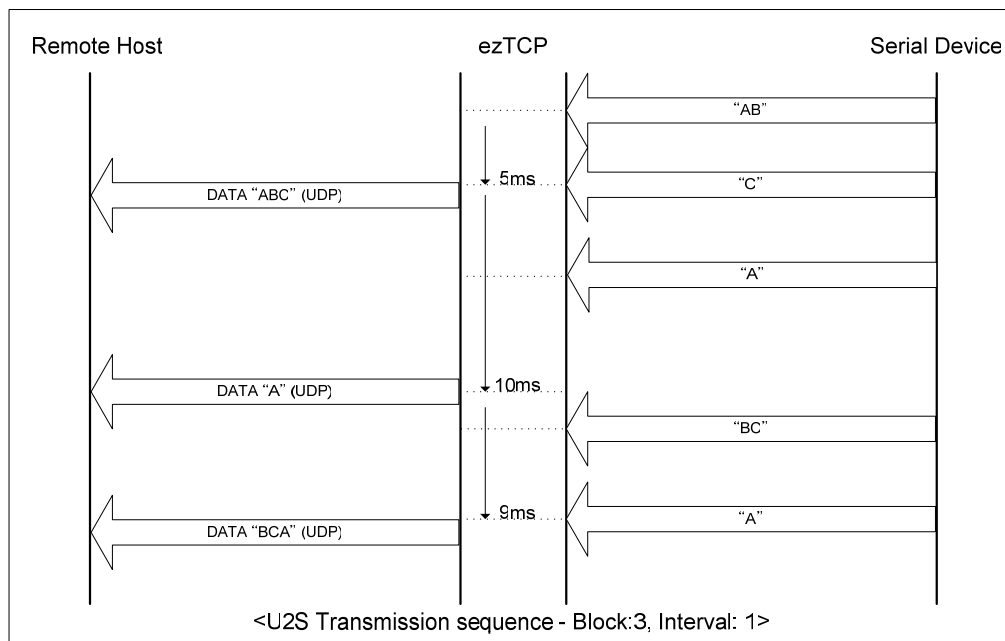 Remote Host ezTCP Serial Device
“AB”
5ms “C”
DATA “ABC” (UDP)
“A”
DATA “A” (UDP) 10ms
“BC”
9ms “A”
DATA “BCA” (UDP)
<U2S Transmission sequence - Block:3, Interval: 1>